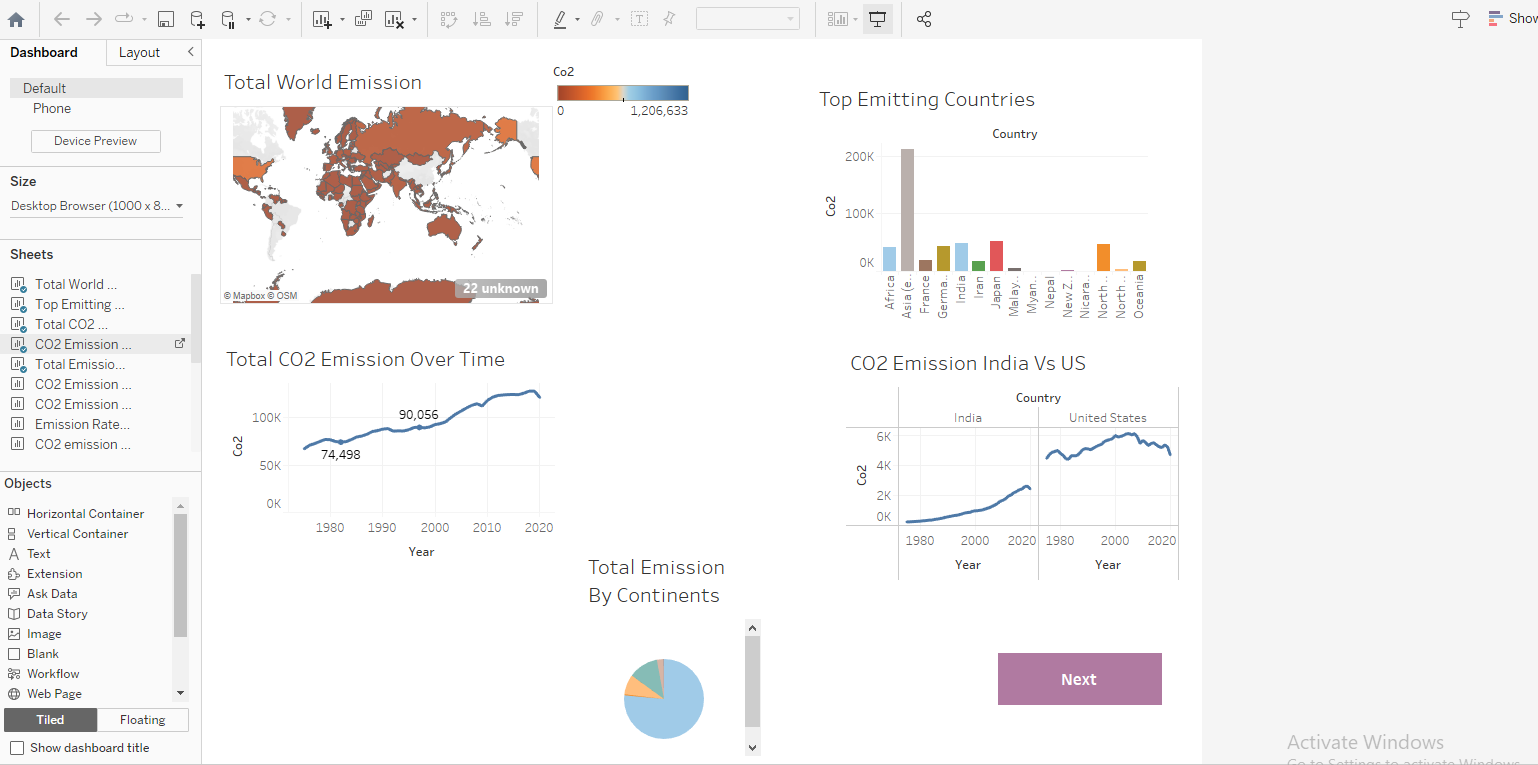 Show
Dashboard
Layout
Default
Phone
Device Preview
Size
Desktop Browser (1000 x 8...
Sheets
Total World ...
Top Emitting ...
Total CO2 ...
CO2 Emission ...
Total Emissio...
CO2 Emission ...
CO2 Emission ...
Emission Rate...
CO2 emission ...
Objects
Horizontal Container
Vertical Container
Text
Extension
Ask Data
Data Story
Image
Blank
Workflow
Web Page
Tiled
Floating
Show dashboard title
Total World Emission
Co2
0
1,206,633
22 unknown
© Mapbox © OSM
Top Emitting Countries
Country
200K
100K
0K
Co2
Africa
Asia (e..
France
Germa..
India
Iran
Japan
Malay..
Myan..
Nepal
New Z..
Nicara..
North ..
North ..
Oceania
Total CO2 Emission Over Time
100K
50K
0K
Co2
90,056
74,498
1980
1990
2000
2010
2020
Year
CO2 Emission India Vs US
Country
India
United States
6K
4K
2K
0K
Co2
1980
2000
2020
1980
2000
2020
Year
Year
Total Emission
By Continents
Next
Activate Windows
Go to Settings to activate Windows.